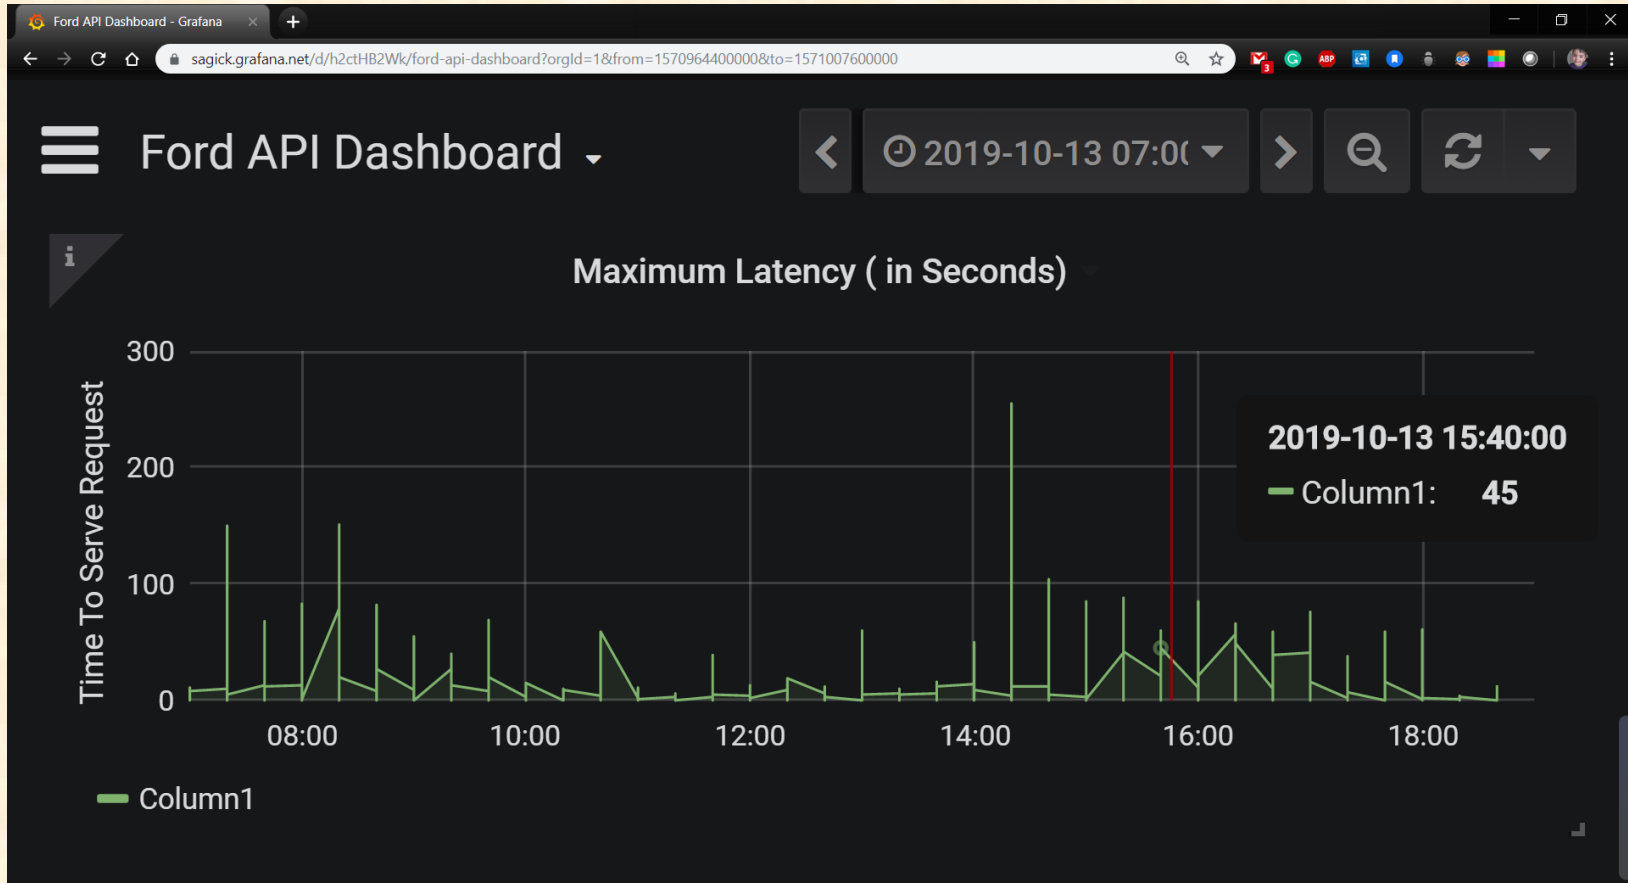 Ford API Dashboard - Grafana
sagick.grafana.net/d/h2ctHB2Wk/ford-api-dashboard?orgId=1&from=1570964400000&to=1571007600000
3
G
ABP
Ford API Dashboard
2019-10-13 07:0(
i
Maximum Latency ( in Seconds)
Time To Serve Request
300
200
100
0
2019-10-13 15:40:00
Column1: 45
08:00 10:00 12:00 14:00 16:00 18:00
Column1